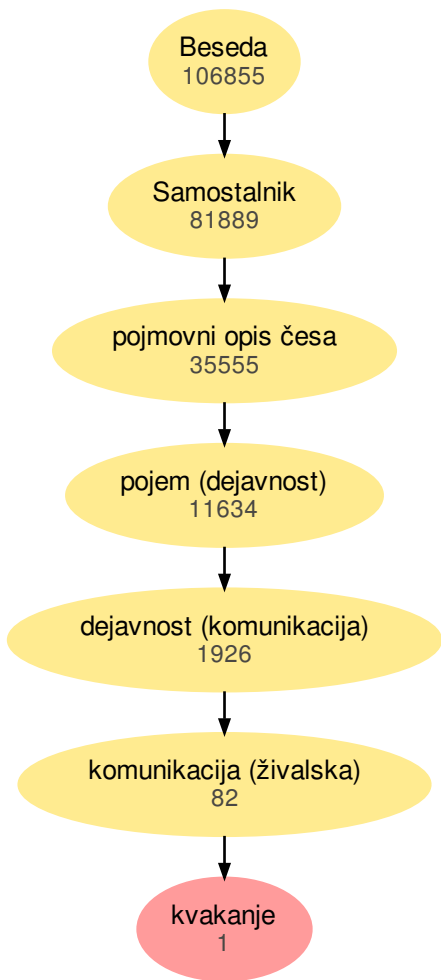 Beseda
106855
Samostalnik
81889
pojmovni opis česa
35555
pojem (dejavnost)
11634
dejavnost (komunikacija)
1926
komunikacija (živalska)
82
kvakanje
1